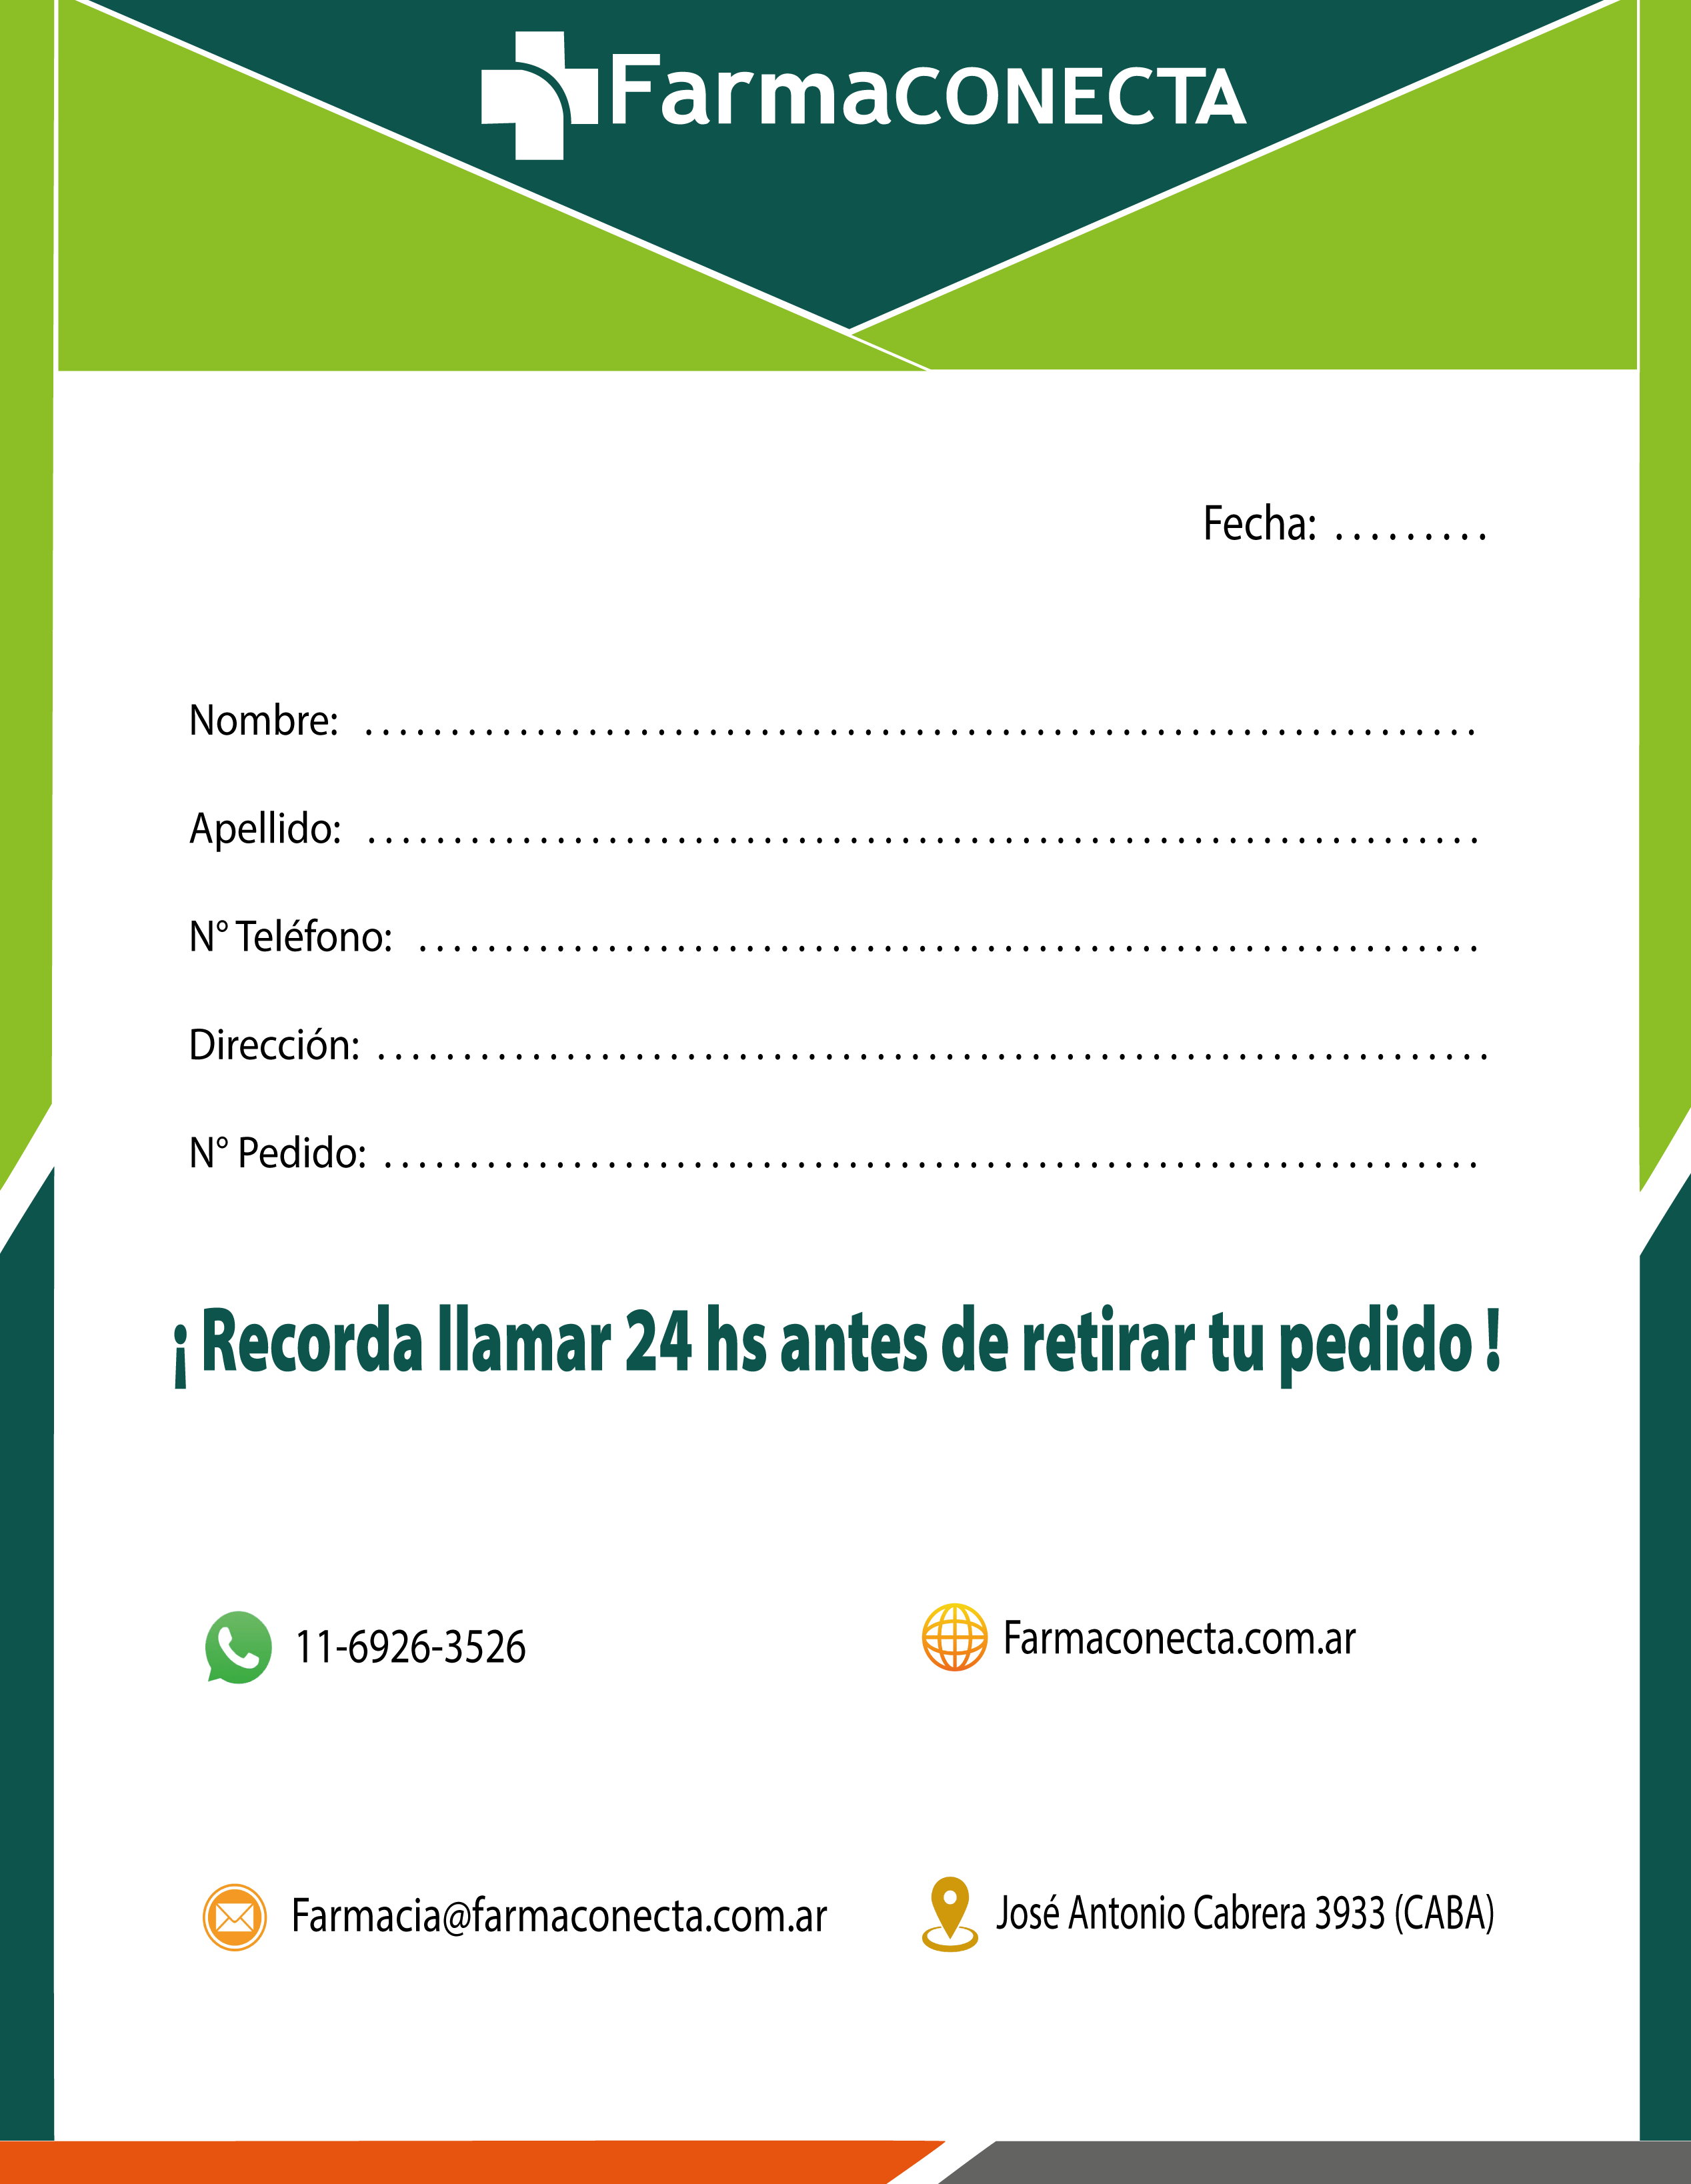 FarmaCONECTA
Fecha: .........
Nombre: .................................................................
Apellido: .................................................................
N° Teléfono: ..............................................................
Dirección: .................................................................
N° Pedido: ................................................................
¡ Recorda llamar 24 hs antes de retirar tu pedido !
11-6926-3526
Farmaconecta.com.ar
Farmacia@farmaconecta.com.ar
José Antonio Cabrera 3933 (CABA)